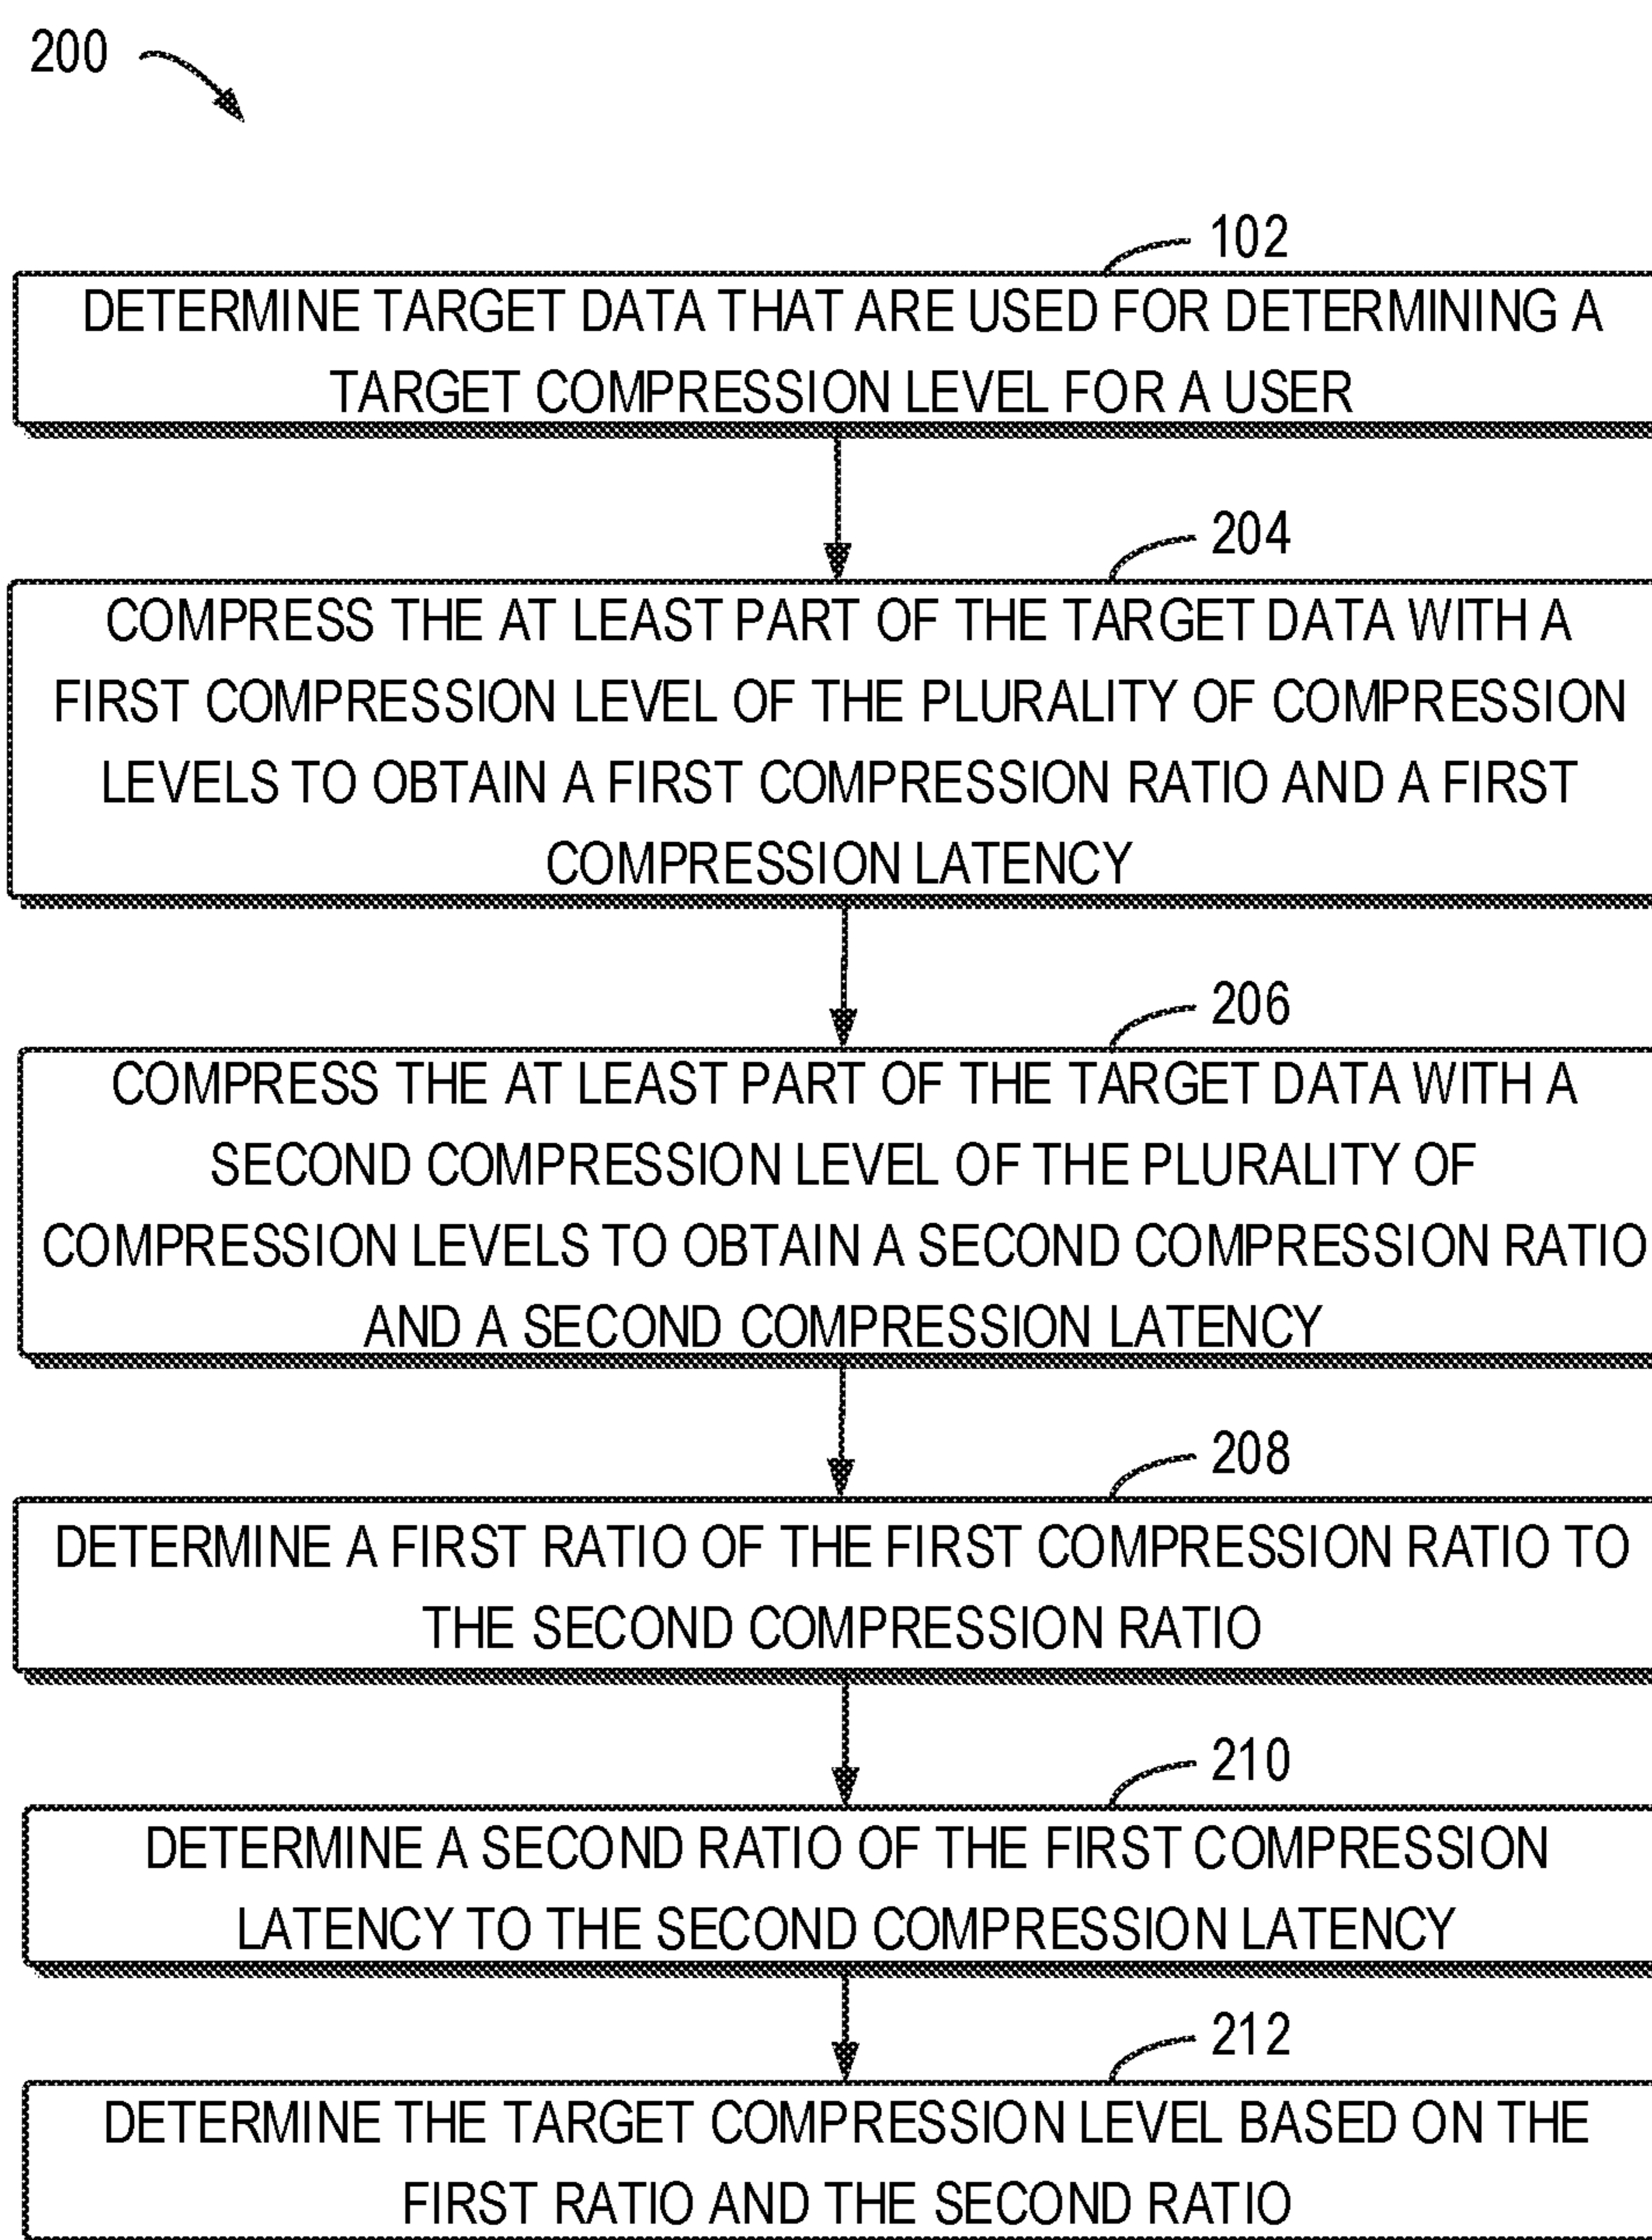 200
102
DETERMINE TARGET DATA THAT ARE USED FOR DETERMINING A
TARGET COMPRESSION LEVEL FOR A USER
204
COMPRESS THE AT LEAST PART OF THE TARGET DATA WITH A
FIRST COMPRESSION LEVEL OF THE PLURALITY OF COMPRESSION
LEVELS TO OBTAIN A FIRST COMPRESSION RATIO AND A FIRST
COMPRESSION LATENCY
206
COMPRESS THE AT LEAST PART OF THE TARGET DATA WITH A
SECOND COMPRESSION LEVEL OF THE PLURALITY OF
COMPRESSION LEVELS TO OBTAIN A SECOND COMPRESSION RATIO
AND A SECOND COMPRESSION LATENCY
208
DETERMINE A FIRST RATIO OF THE FIRST COMPRESSION RATIO TO
THE SECOND COMPRESSION RATIO
210
DETERMINE A SECOND RATIO OF THE FIRST COMPRESSION
LATENCY TO THE SECOND COMPRESSION LATENCY
212
DETERMINE THE TARGET COMPRESSION LEVEL BASED ON THE
FIRST RATIO AND THE SECOND RATIO